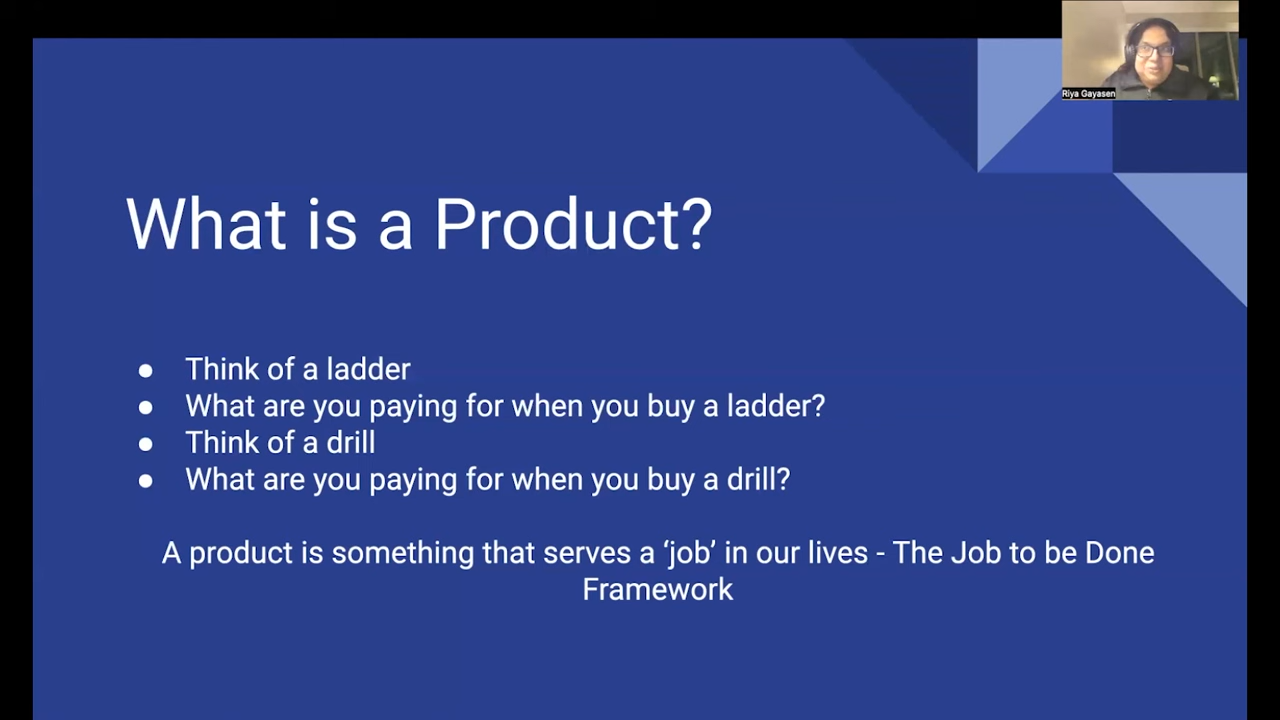 Riya Gayasen
What is a Product?
● Think of a ladder
● What are you paying for when you buy a ladder?
● Think of a drill
● What are you paying for when you buy a drill?
A product is something that serves a ‘job’ in our lives - The Job to be Done
Framework